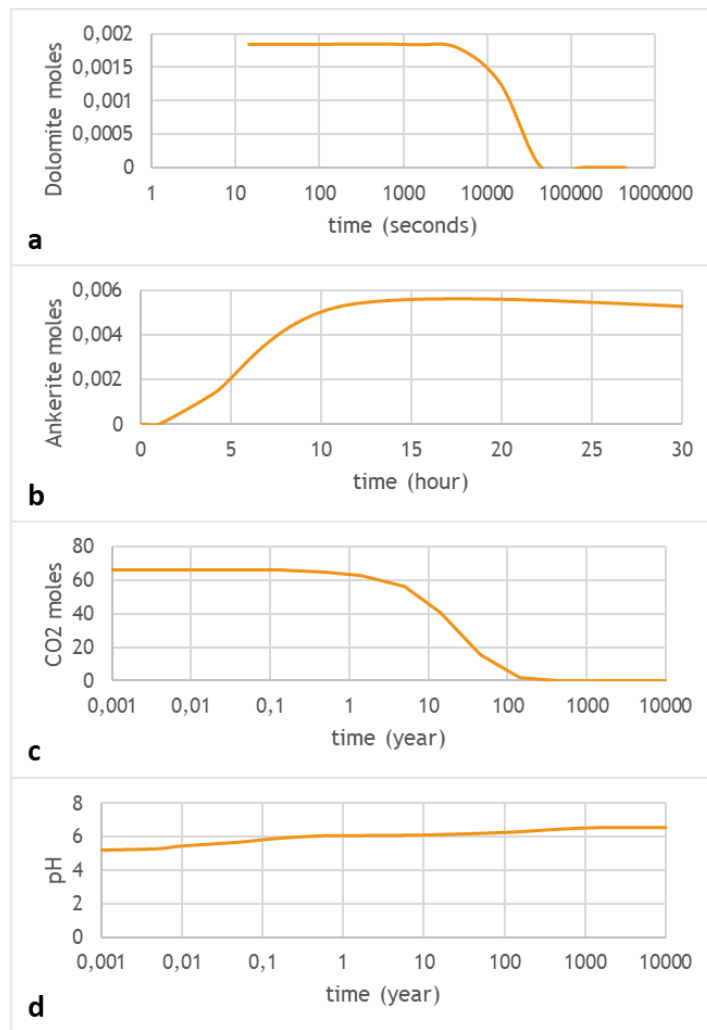 Dolomite moles
0,002
0,0015
0,001
0,0005
0
1 10 100 1000 10000 100000 1000000
time (seconds)
a
Ankerite moles
0,006
0,004
0,002
0
0 5 10 15 20 25 30
time (hour)
b
CO2 moles
80
60
40
20
0
0,001 0,01 0,1 1 10 100 1000 10000
time (year)
c
pH
8
6
4
2
0
0,001 0,01 0,1 1 10 100 1000 10000
time (year)
d